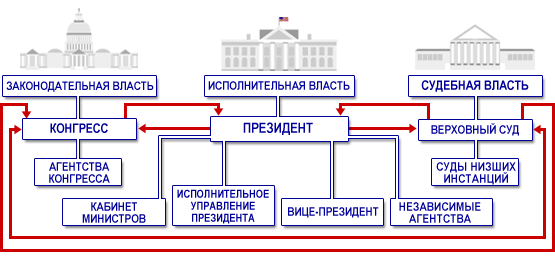 ЗАКОНОДАТЕЛЬНАЯ ВЛАСТЬ
ИСПОЛНИТЕЛЬНАЯ ВЛАСТЬ
СУДЕБНАЯ ВЛАСТЬ
КОНГРЕСС
ПРЕЗИДЕНТ
ВЕРХОВНЫЙ СУД
АГЕНТСТВА
КОНГРЕССА
СУДЫ НИЗШИХ
ИНСТАНЦИЙ
КАБИНЕТ
МИНИСТРОВ
ИСПОЛНИТЕЛЬНОЕ
УПРАВЛЕНИЕ
ПРЕЗИДЕНТА
ВИЦЕ-ПРЕЗИДЕНТ
НЕЗАВИСИМЫЕ
АГЕНТСТВА